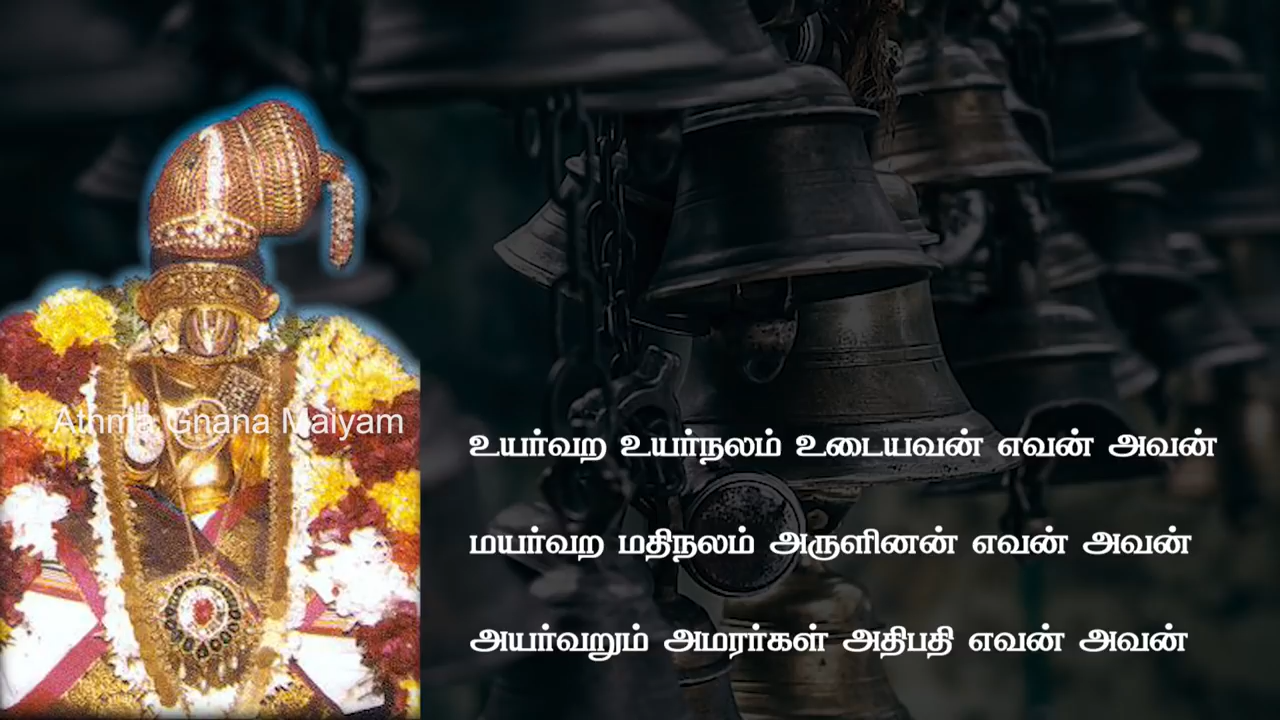 Athma Gnana Maiyam
உயர்வற உயர்நலம் உடையவன் எவன் அவன்
மயர்வற மதிநலம் அருளினன் எவன் அவன்
அயர்வறும் அமரர்கள் அதிபதி எவன் அவன்